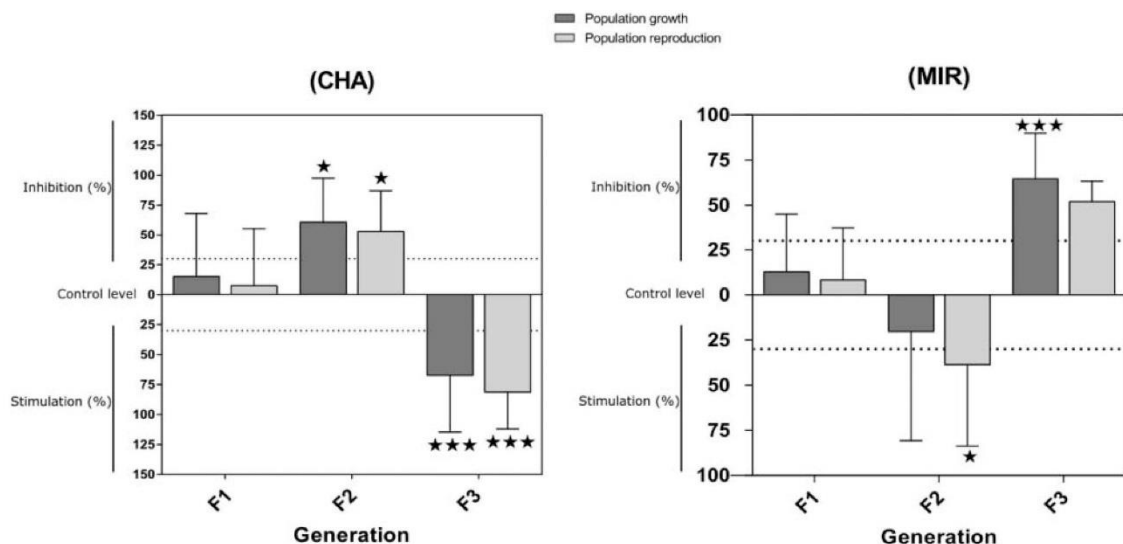 Population growth
Population reproduction
(CHA)
150
125
100
75
50
25
0
25
50
75
100
125
150
Inhibition (%)
Control level
Stimulation (%)
★
★
★★★
★★★
F1
F2
F3
Generation
(MIR)
100
75
50
25
0
25
50
75
100
Inhibition (%)
Control level
Stimulation (%)
★★★
★
F1
F2
F3
Generation